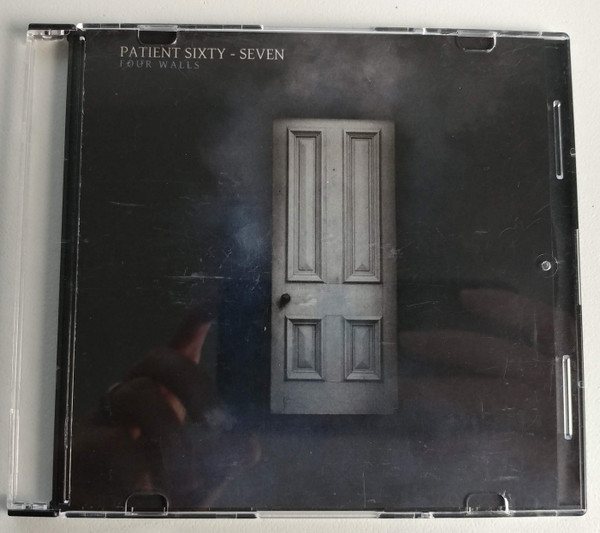 PATIENT SIXTY - SEVEN
FOUR WALLS